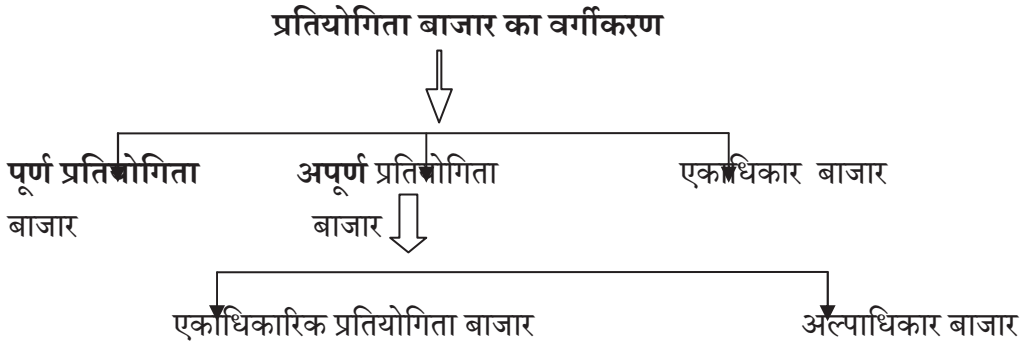 प्रतियोगिता बाजार का वर्गीकरण
पूर्ण प्रतियोगिता अपूर्ण प्रतियोगिता एकाधिकार बाजार
बाजार बाजार
एकाधिकारिक प्रतियोगिता बाजार अल्पाधिकार बाजार